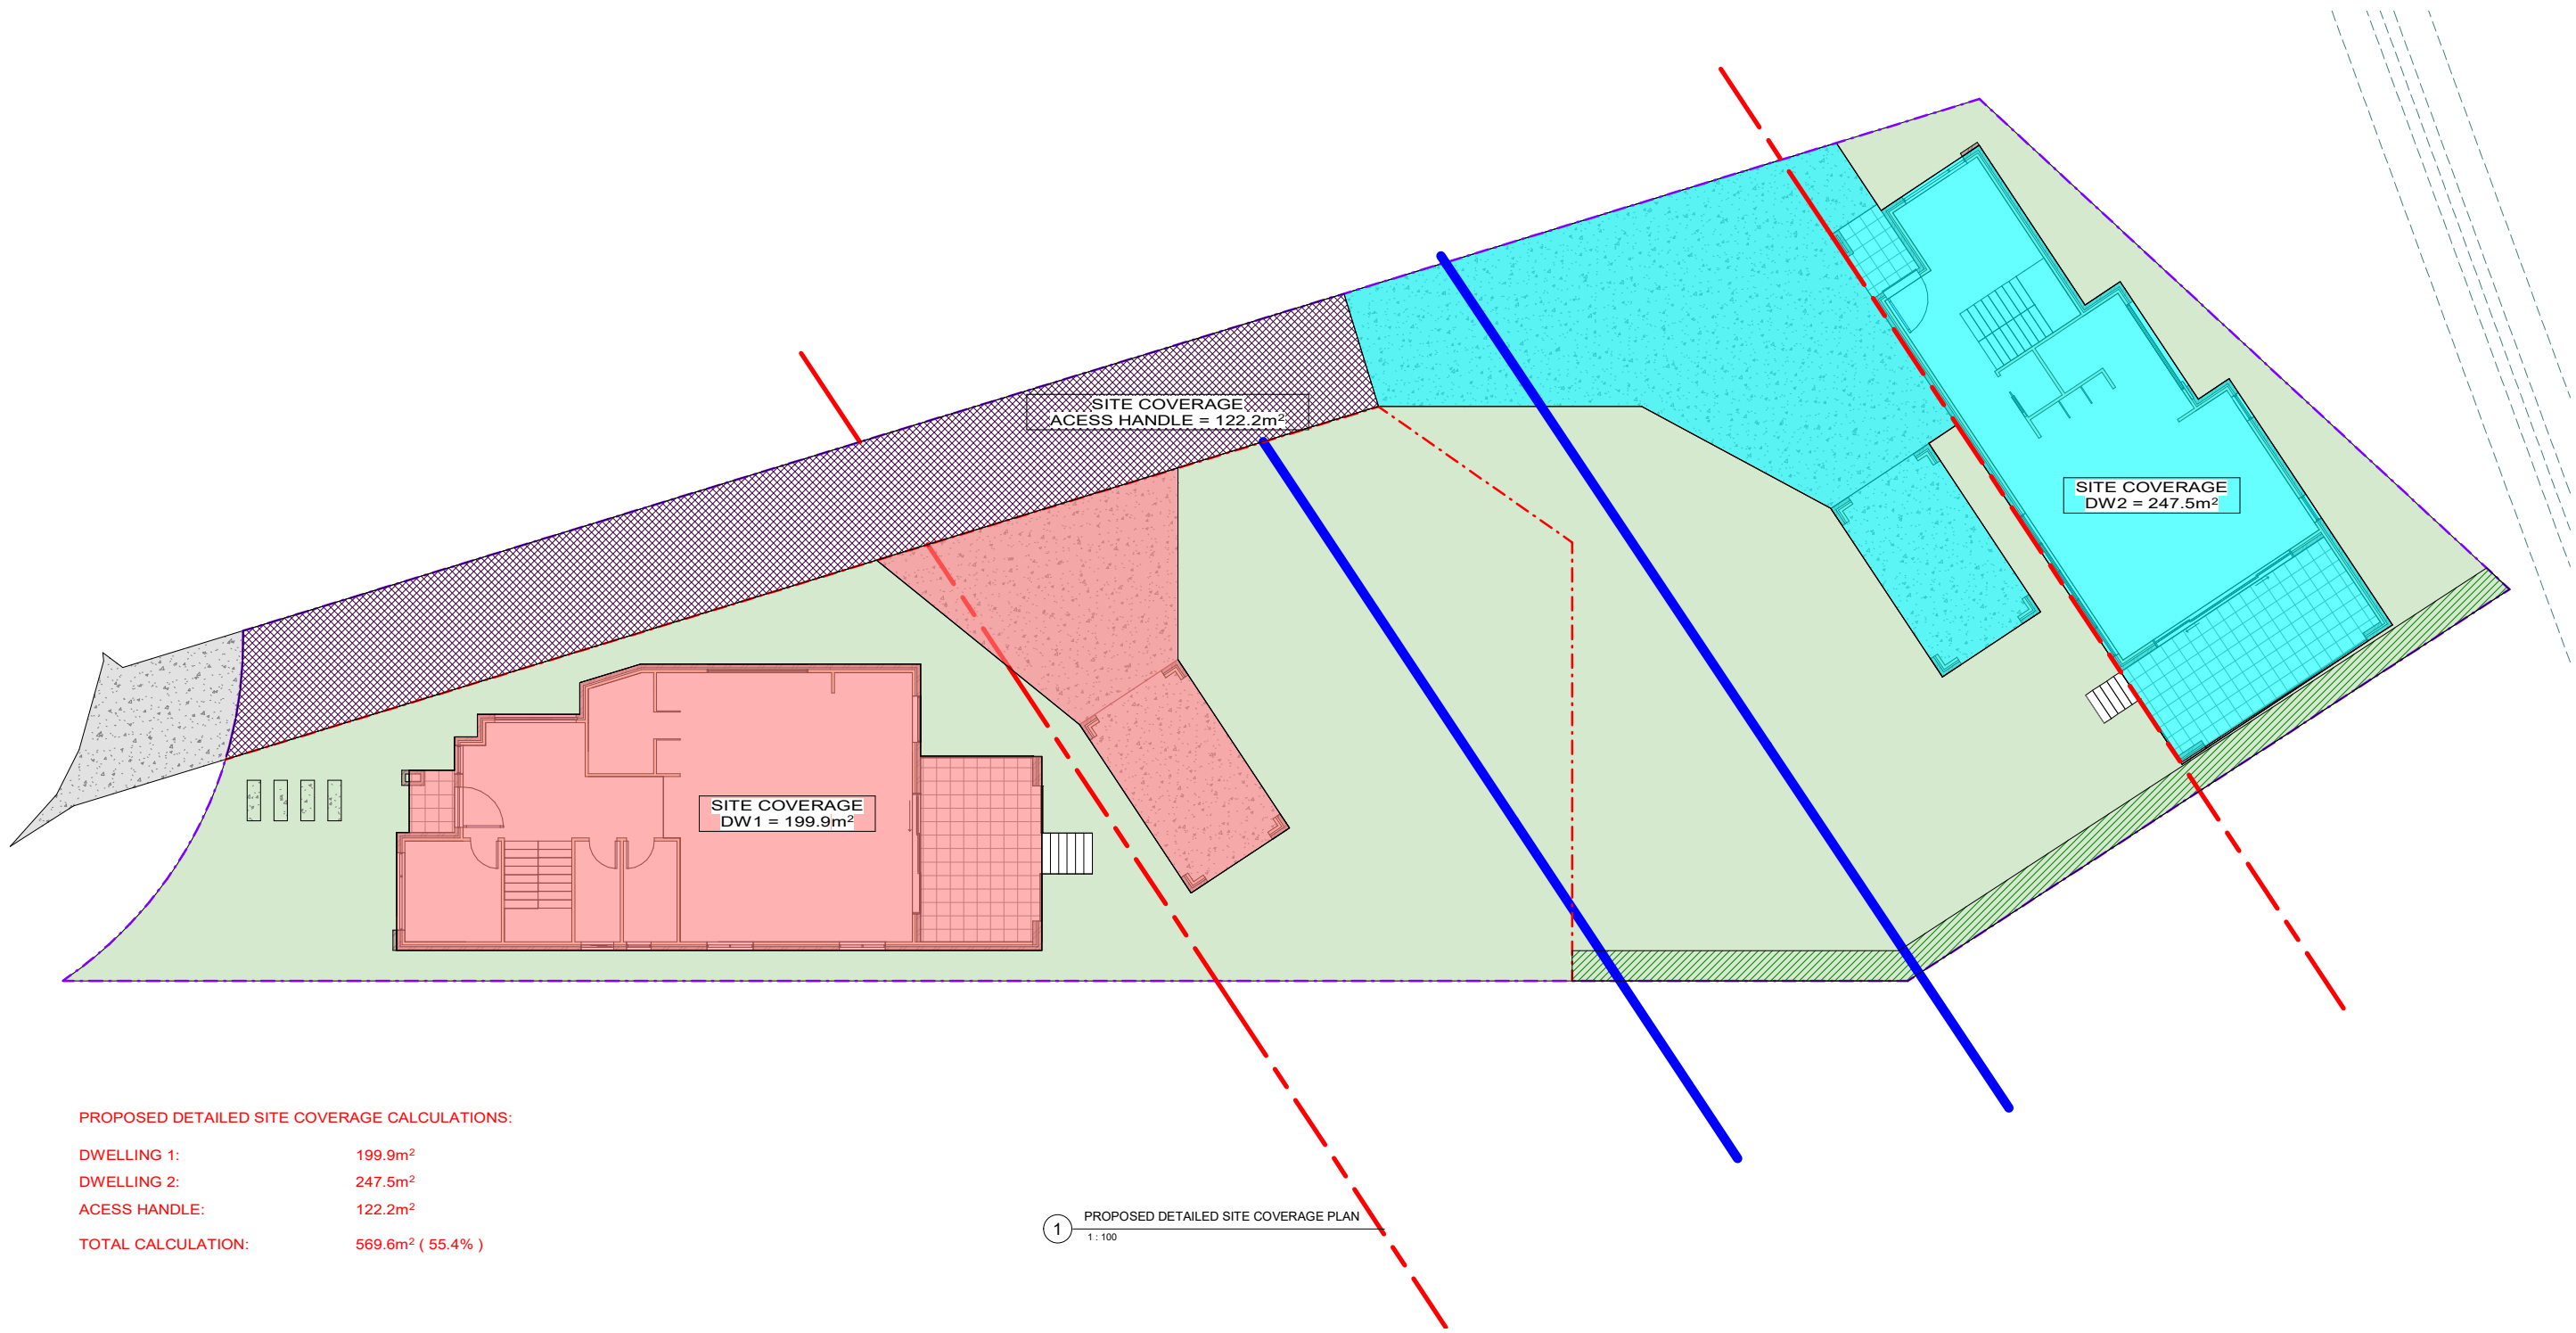 SITE COVERAGE
ACESS HANDLE = 122.2m²
SITE COVERAGE
DW2 = 247.5m²
SITE COVERAGE
DW1 = 199.9m²
PROPOSED DETAILED SITE COVERAGE CALCULATIONS:
DWELLING 1: 199.9m²
DWELLING 2: 247.5m²
ACESS HANDLE: 122.2m²
TOTAL CALCULATION: 569.6m² ( 55.4% )
1 PROPOSED DETAILED SITE COVERAGE PLAN
1 : 100